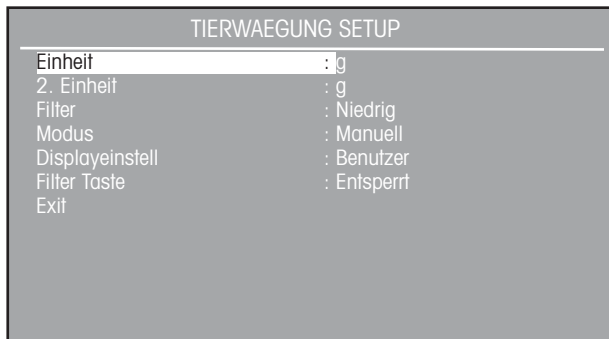 TIERWAEGUNG SETUP
Einheit : g
2. Einheit : g
Filter : Niedrig
Modus : Manuell
Displayeinstell : Benutzer
Filter Taste : Entsperrt
Exit